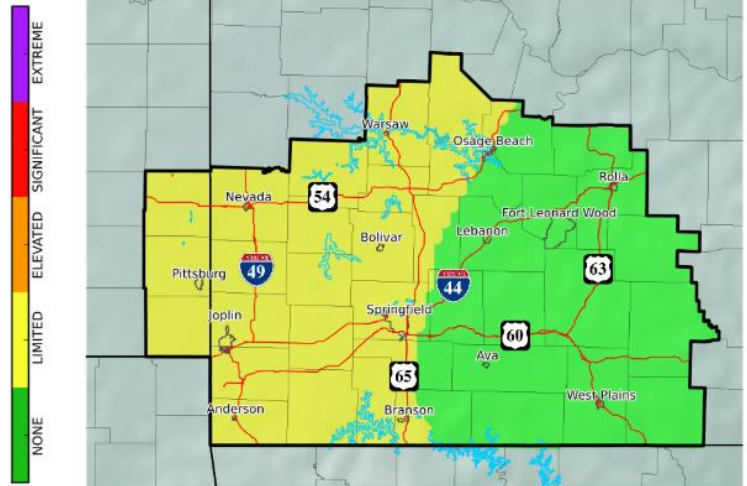 EXTREME
SIGNIFICANT
ELEVATED
LIMITED
NONE
Warsaw
Osage Beach
Rolla
Nevada
54
Fort Leonard Wood
Bolivar
Lebanon
Pittsburg
49
44
63
Joplin
Springfield
60
65
Ava
Anderson
Branson
West Plains